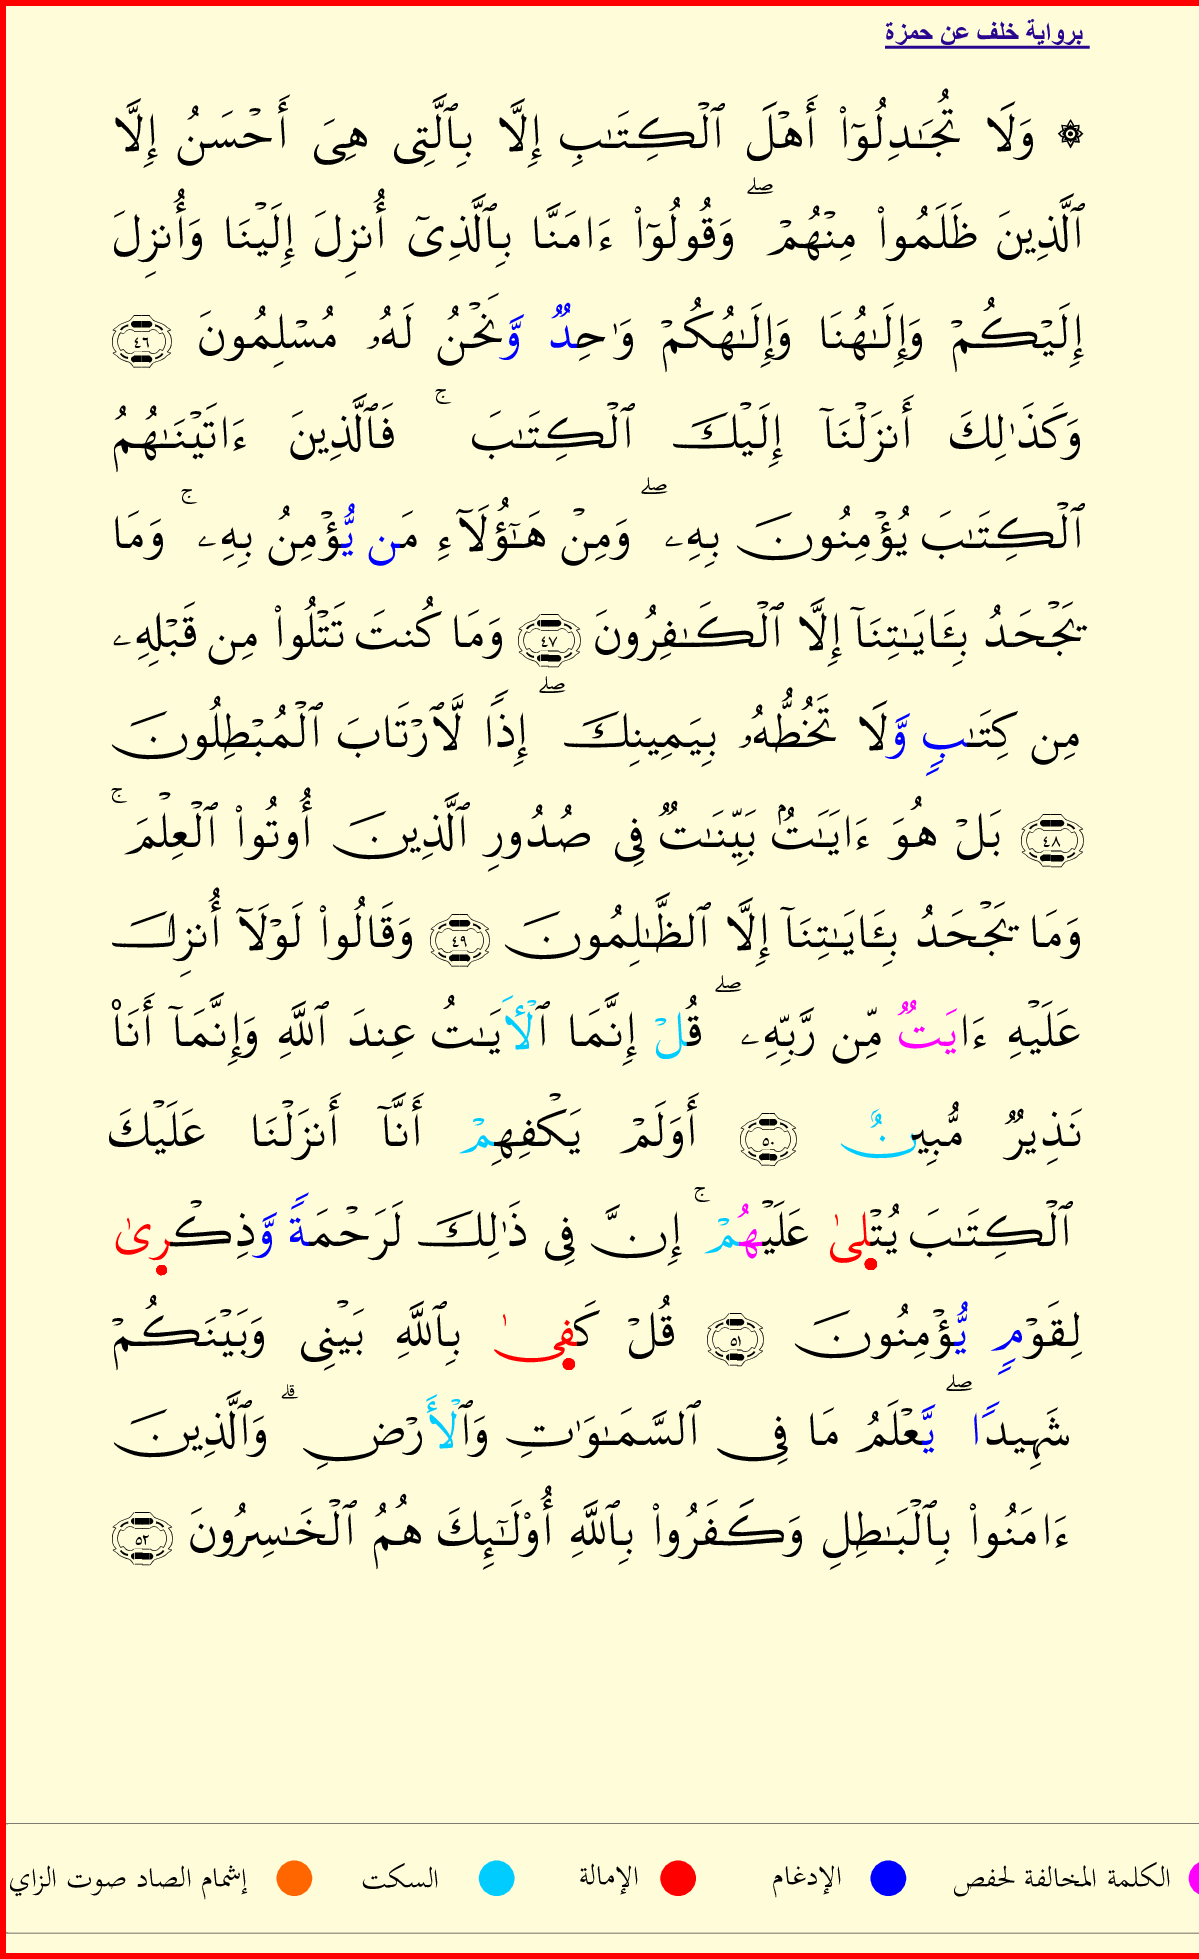 برواية خلف عن حمزة
۞ وَلَا تُجَـٰدِلُوٓا۟ أَهْلَ ٱلْكِتَـٰبِ إِلَّا بِٱلَّتِى هِىَ أَحْسَنُ إِلَّا
ٱلَّذِينَ ظَلَمُوا۟ مِنْهُمْ ۖ وَقُولُوٓا۟ ءَامَنَّا بِٱلَّذِىٓ أُنزِلَ إِلَيْنَا وَأُنزِلَ
إِلَيْكُمْ وَإِلَـٰهُنَا وَإِلَـٰهُكُمْ وَٰحِدٌ وَّنَحْنُ لَهُۥ مُسْلِمُونَ ٤٦
وَكَذَٰلِكَ أَنزَلْنَآ إِلَيْكَ ٱلْكِتَـٰبَ ۚ فَٱلَّذِينَ ءَاتَيْنَـٰهُمُ
ٱلْكِتَـٰبَ يُؤْمِنُونَ بِهِۦ ۖ وَمِنْ هَـٰٓؤُلَآءِ مَن يُّؤْمِنُ بِهِۦ ۚ وَمَا
يَجْحَدُ بِـَٔايَـٰتِنَآ إِلَّا ٱلْكَـٰفِرُونَ ٤٧ وَمَا كُنتَ تَتْلُوا۟ مِن قَبْلِهِۦ
مِن كِتَـٰبٍ وَّلَا تَخُطُّهُۥ بِيَمِينِكَ ۖ إِذًا لَّٱرْتَابَ ٱلْمُبْطِلُونَ
٤٨ بَلْ هُوَ ءَايَـٰتٌۢ بَيِّنَـٰتٌ فِى صُدُورِ ٱلَّذِينَ أُوتُوا۟ ٱلْعِلْمَ ۚ
وَمَا يَجْحَدُ بِـَٔايَـٰتِنَآ إِلَّا ٱلظَّـٰلِمُونَ ٤٩ وَقَالُوا۟ لَوْلَآ أُنزِلَ
عَلَيْهِ ءَايَتٌ مِّن رَّبِّهِۦ ۖ قُلْ إِنَّمَا ٱلْأَيَـٰتُ عِندَ ٱللَّهِ وَإِنَّمَآ أَنَا۠
نَذِيرٌ مُّبِينٌ ٥٠ أَوَلَمْ يَكْفِهِمْ أَنَّآ أَنزَلْنَا عَلَيْكَ
ٱلْكِتَـٰبَ يُتْلِىٰ عَلَيْهُمْ ۚ إِنَّ فِى ذَٰلِكَ لَرَحْمَةً وَّذِكْرِىٰ
لِقَوْمٍ يُّؤْمِنُونَ ٥١ قُلْ كَفِىٰ بِٱللَّهِ بَيْنِى وَبَيْنَكُمْ
شَهِيدًا ۖ يَّعْلَمُ مَا فِى ٱلسَّمَـٰوَٰتِ وَٱلْأَرْضِ ۗ وَٱلَّذِينَ
ءَامَنُوا۟ بِٱلْبَـٰطِلِ وَكَفَرُوا۟ بِٱللَّهِ أُو۟لَـٰٓئِكَ هُمُ ٱلْخَـٰسِرُونَ ٥٢
الكلمة المخالفة لحفص الإدغام الإمالة السكت إشمام الصاد صوت الزاي